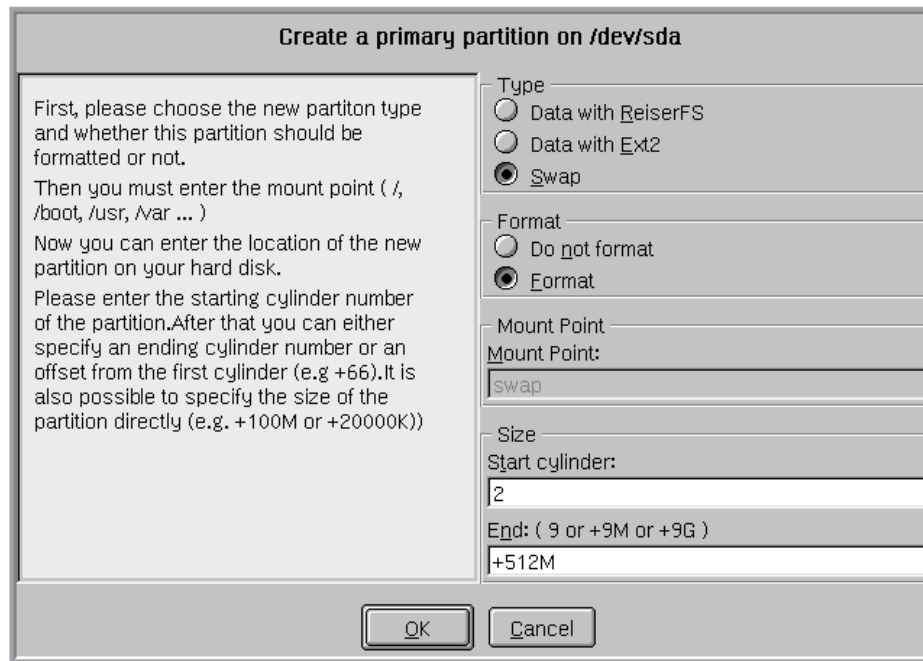 Create a primary partition on /dev/sda
First, please choose the new partiton type
and whether this partition should be
formatted or not.
Then you must enter the mount point ( /,
/boot, /usr, /var ... )
Now you can enter the location of the new
partition on your hard disk.
Please enter the starting cylinder number
of the partition.After that you can either
specify an ending cylinder number or an
offset from the first cylinder (e.g +66).It is
also possible to specify the size of the
partition directly (e.g. +100M or +20000K))
Type
Data with ReiserFS
Data with Ext2
Swap
Format
Do not format
Format
Mount Point
Mount Point:
swap
Size
Start cylinder:
2
End: ( 9 or +9M or +9G )
+512M
OK
Cancel